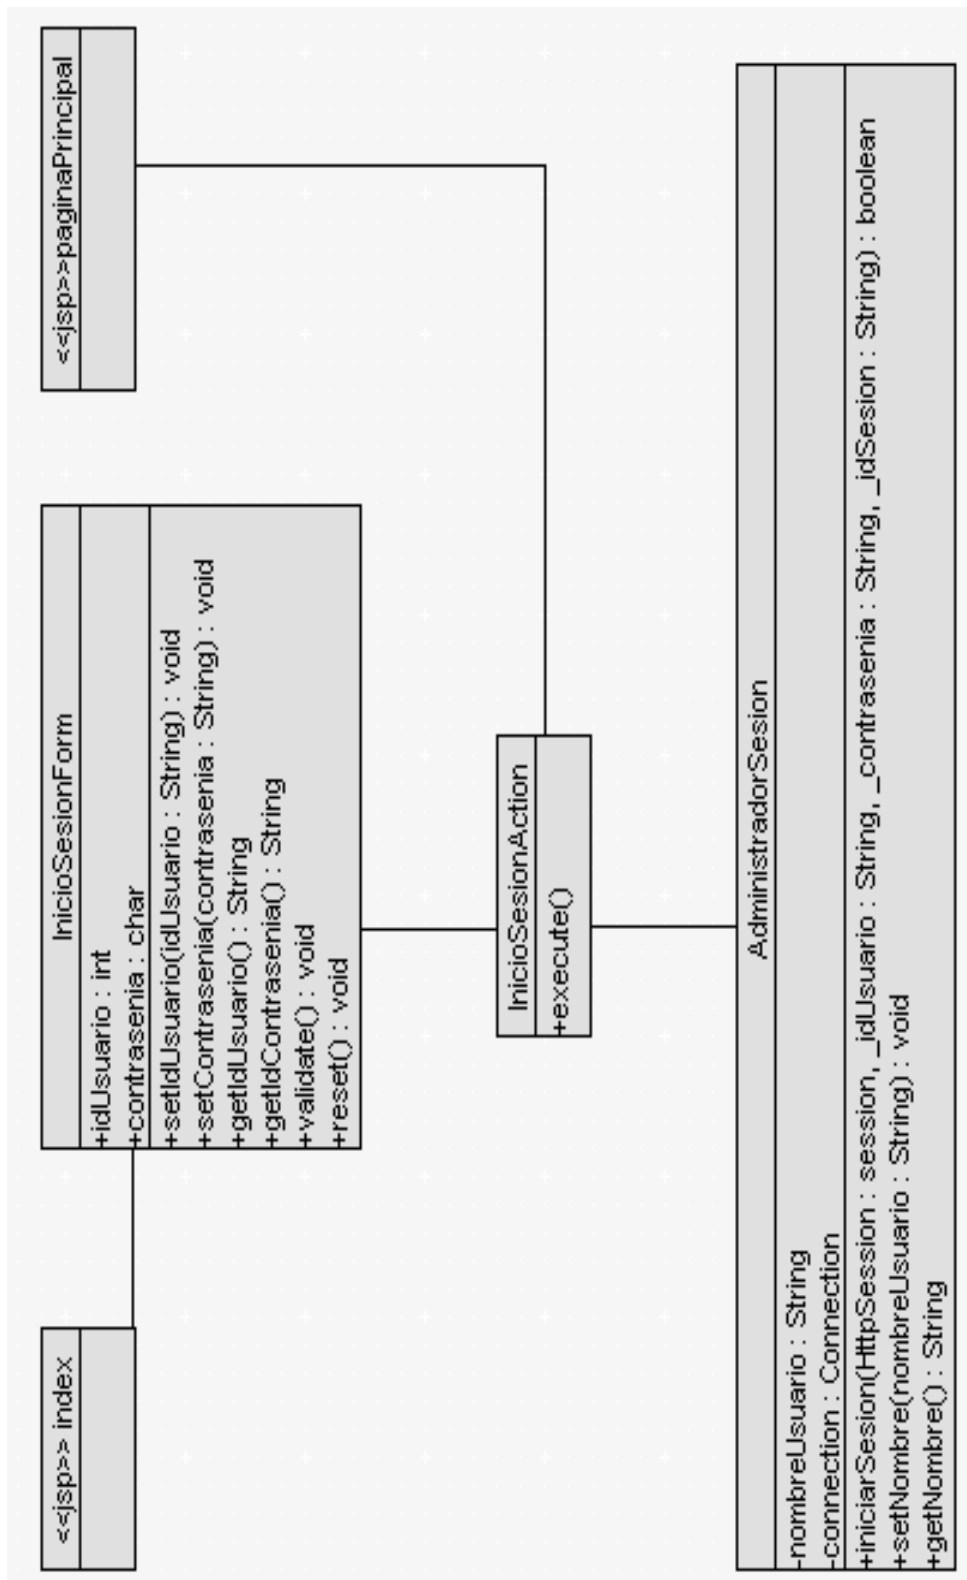 <<jsp>> index
InicioSesionForm
+idUsuario : int
+contrasenia : char
+setIdUsuario(idUsuario : String) : void
+setContrasenia(contrasenia : String) : void
+getIdUsuario() : String
+getIdContrasenia() : String
+validate() : void
+reset() : void
<<jsp>>paginaPrincipal
InicioSesionAction
+execute()
AdministradorSesion
-nombreUsuario : String
-connection : Connection
+iniciarSesion(HttpSession : session, _idUsuario : String, _contrasenia : String, _idSesion : String) : boolean
+setNombre(nombreUsuario : String) : void
+getNombre() : String